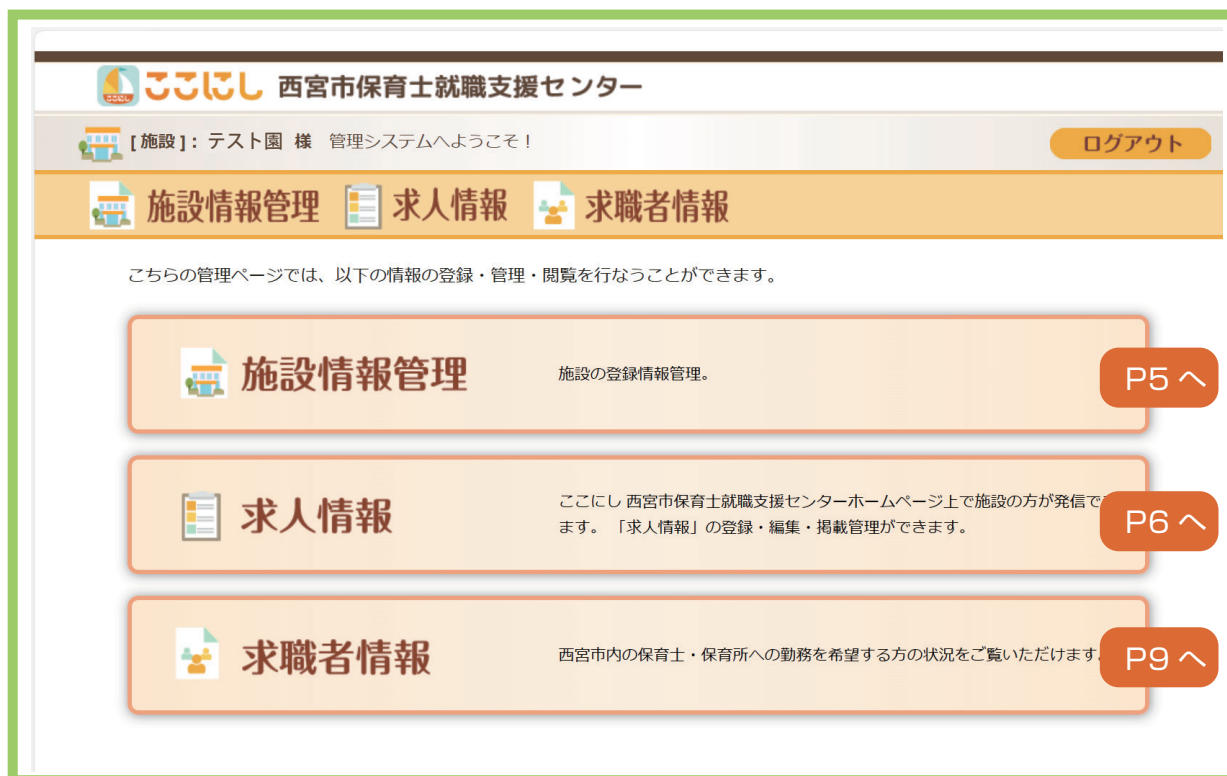 ここにし 西宮市保育士就職支援センター
[施設]：テスト園 様 管理システムへようこそ！
ログアウト
施設情報管理 求人情報 求職者情報
こちらの管理ページでは、以下の情報の登録・管理・閲覧を行なうことができます。
施設情報管理
施設の登録情報管理。
P5 へ
求人情報
ここにし 西宮市保育士就職支援センターホームページ上で施設の方が発信で
ます。 「求人情報」の登録・編集・掲載管理ができます。
P6 へ
求職者情報
西宮市内の保育士・保育所への勤務を希望する方の状況をご覧いただけます。
P9 へ